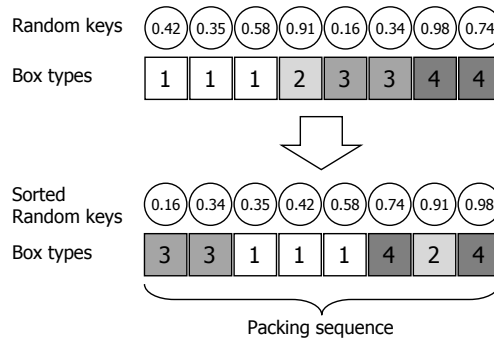 Random keys 0.42 0.35 0.58 0.91 0.16 0.34 0.98 0.74
Box types 1 1 1 2 3 3 4 4
Sorted
Random keys 0.16 0.34 0.35 0.42 0.58 0.74 0.91 0.98
Box types 3 3 1 1 1 4 2 4
Packing sequence